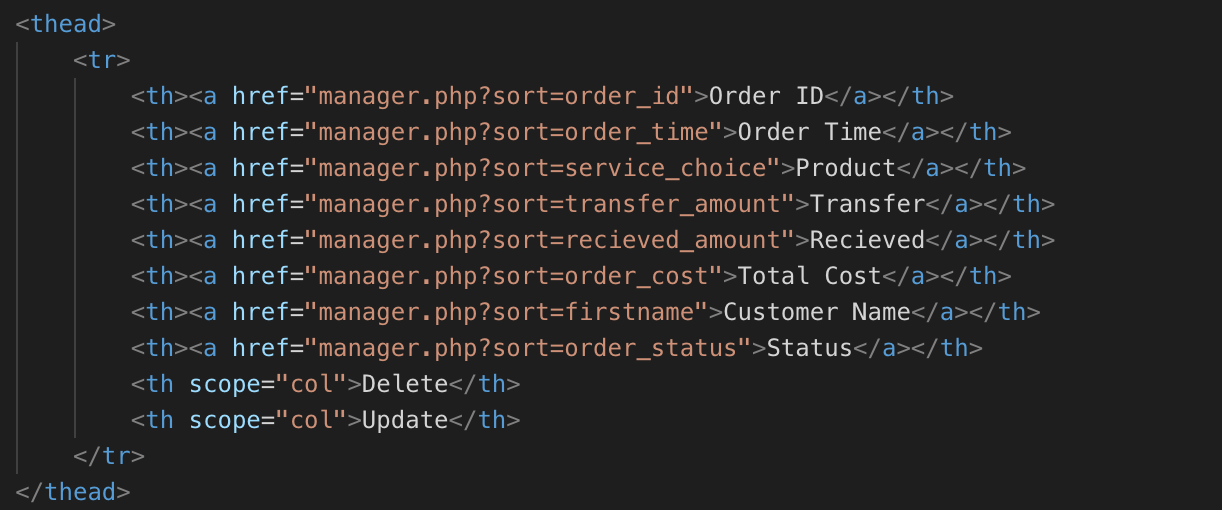 <thead>
<tr>
<th><a href="manager.php?sort=order_id">Order ID</a></th>
<th><a href="manager.php?sort=order_time">Order Time</a></th>
<th><a href="manager.php?sort=service_choice">Product</a></th>
<th><a href="manager.php?sort=transfer_amount">Transfer</a></th>
<th><a href="manager.php?sort=recieved_amount">Recieved</a></th>
<th><a href="manager.php?sort=order_cost">Total Cost</a></th>
<th><a href="manager.php?sort=firstname">Customer Name</a></th>
<th><a href="manager.php?sort=order_status">Status</a></th>
<th scope="col">Delete</th>
<th scope="col">Update</th>
</tr>
</thead>